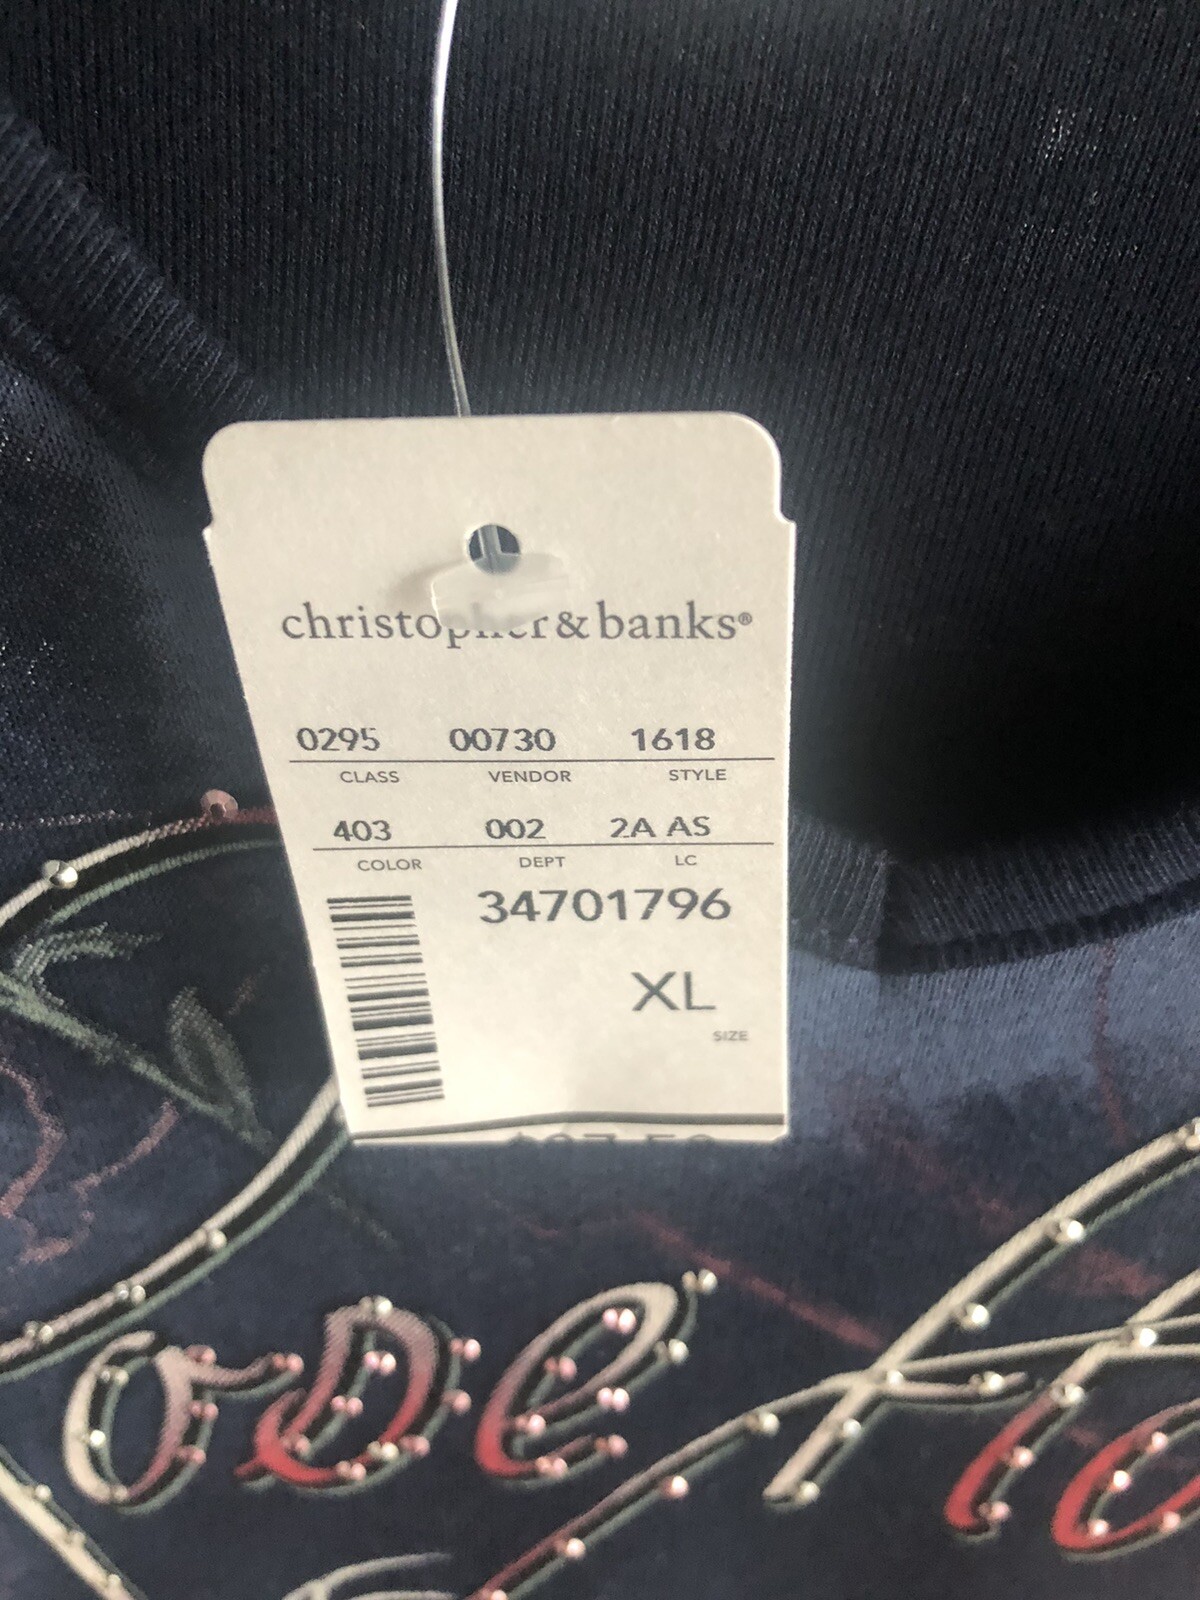 christopher & banks®
0295 00730 1618
CLASS VENDOR STYLE
403 002 2A AS
COLOR DEPT LC
34701796
XL
SIZE